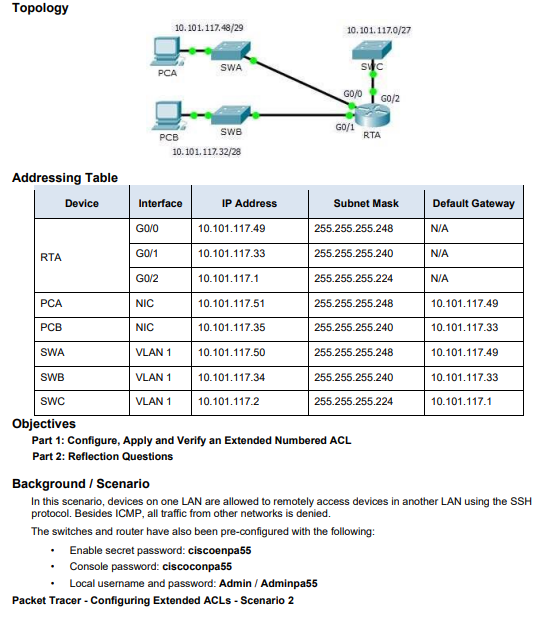 Topology
10.101.117.48/29
10.101.117.0/27
PCA
SWA
SWC
G0/0
G0/2
PCB
SWB
G0/1
RTA
10.101.117.32/28
Addressing Table
Device Interface IP Address Subnet Mask Default Gateway
RTA
G0/0 10.101.117.49 255.255.255.248 N/A
G0/1 10.101.117.33 255.255.255.240 N/A
G0/2 10.101.117.1 255.255.255.224 N/A
PCA NIC 10.101.117.51 255.255.255.248 10.101.117.49
PCB NIC 10.101.117.35 255.255.255.240 10.101.117.33
SWA VLAN 1 10.101.117.50 255.255.255.248 10.101.117.49
SWB VLAN 1 10.101.117.34 255.255.255.240 10.101.117.33
SWC VLAN 1 10.101.117.2 255.255.255.224 10.101.117.1
Objectives
Part 1: Configure, Apply and Verify an Extended Numbered ACL
Part 2: Reflection Questions
Background / Scenario
In this scenario, devices on one LAN are allowed to remotely access devices in another LAN using the SSH
protocol. Besides ICMP, all traffic from other networks is denied.
The switches and router have also been pre-configured with the following:
• Enable secret password: ciscoenpa55
• Console password: ciscoconpa55
• Local username and password: Admin / Adminpa55
Packet Tracer - Configuring Extended ACLs - Scenario 2